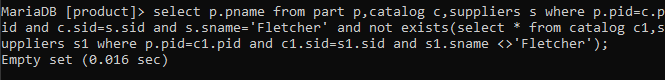 MariaDB [product]> select p.pname from part p,catalog c,suppliers s where p.pid=c.p
id and c.sid=s.sid and s.sname='Fletcher' and not exists(select * from catalog c1,s
uppliers s1 where p.pid=c1.pid and c1.sid=s1.sid and s1.sname <>'Fletcher');
Empty set (0.016 sec)